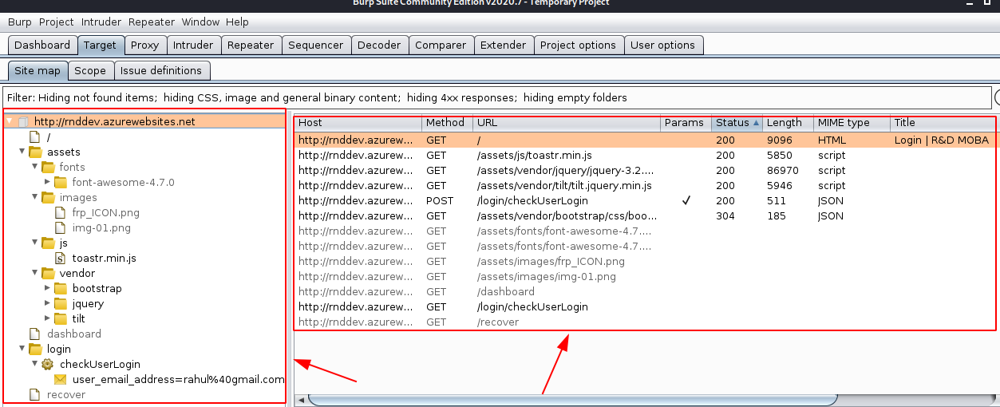 Burp Suite Community Edition v2020.7 - Temporary Project
Burp Project Intruder Repeater Window Help
Dashboard Target Proxy Intruder Repeater Sequencer Decoder Comparer Extender Project options User options
Site map Scope Issue definitions
Filter: Hiding not found items; hiding CSS, image and general binary content; hiding 4xx responses; hiding empty folders
http://rnddev.azurewebsites.net
/
assets
fonts
font-awesome-4.7.0
images
frp_ICON.png
img-01.png
js
toastr.min.js
vendor
bootstrap
jquery
tilt
dashboard
login
checkUserLogin
user_email_address=rahul%40gmail.com
recover
Host Method URL Params Status Length MIME type Title
http://rnddev.azurew... GET / 200 9096 HTML Login | R&D MOBA
http://rnddev.azurew... GET /assets/js/toastr.min.js 200 5850 script
http://rnddev.azurew... GET /assets/vendor/jquery/jquery-3.2.... 200 86970 script
http://rnddev.azurew... GET /assets/vendor/tilt/tilt.jquery.min.js 200 5946 script
http://rnddev.azurew... POST /login/checkUserLogin ✓ 200 511 JSON
http://rnddev.azurew... GET /assets/vendor/bootstrap/css/boo... 304 185 JSON
http://rnddev.azurew... GET /assets/fonts/font-awesome-4.7....
http://rnddev.azurew... GET /assets/fonts/font-awesome-4.7....
http://rnddev.azurew... GET /assets/images/frp_ICON.png
http://rnddev.azurew... GET /assets/images/img-01.png
http://rnddev.azurew... GET /dashboard
http://rnddev.azurew... GET /login/checkUserLogin
http://rnddev.azurew... GET /recover